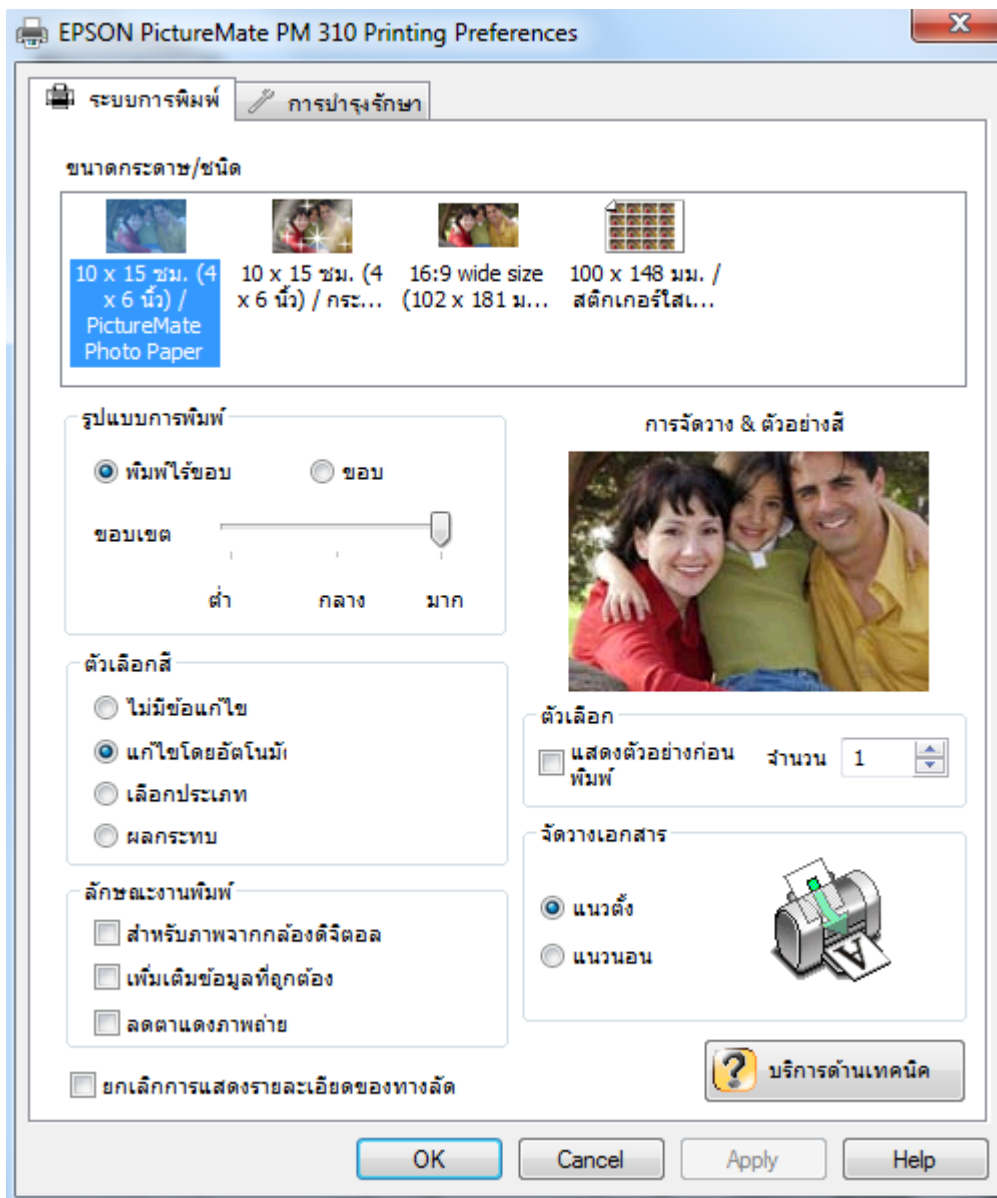 EPSON PictureMate PM 310 Printing Preferences
ระบบการพิมพ์
การบำรุงรักษา
ขนาดกระดาษ/ชนิด
10 x 15 ซม. (4
x 6 นิ้ว) /
PictureMate
Photo Paper
10 x 15 ซม. (4
x 6 นิ้ว) / กระ...
16:9 wide size
(102 x 181 ม...
100 x 148 มม. /
สติกเกอร์ใสเ...
รูปแบบการพิมพ์
พิมพ์ไร้ขอบ
ขอบ
ขอบเขต
ต่ำ
กลาง
มาก
การจัดวาง & ตัวอย่างสี
ตัวเลือกสี
ไม่มีข้อแก้ไข
แก้ไขโดยอัตโนมั
เลือกประเภท
ผลกระทบ
ตัวเลือก
แสดงตัวอย่างก่อน
พิมพ์
จำนวน
1
ลักษณะงานพิมพ์
สำหรับภาพจากกล้องดิจิตอล
เพิ่มเติมข้อมูลที่ถูกต้อง
ลดตาแดงภาพถ่าย
จัดวางเอกสาร
แนวตั้ง
แนวนอน
A
ยกเลิกการแสดงรายละเอียดของทางลัด
บริการด้านเทคนิค
OK
Cancel
Apply
Help